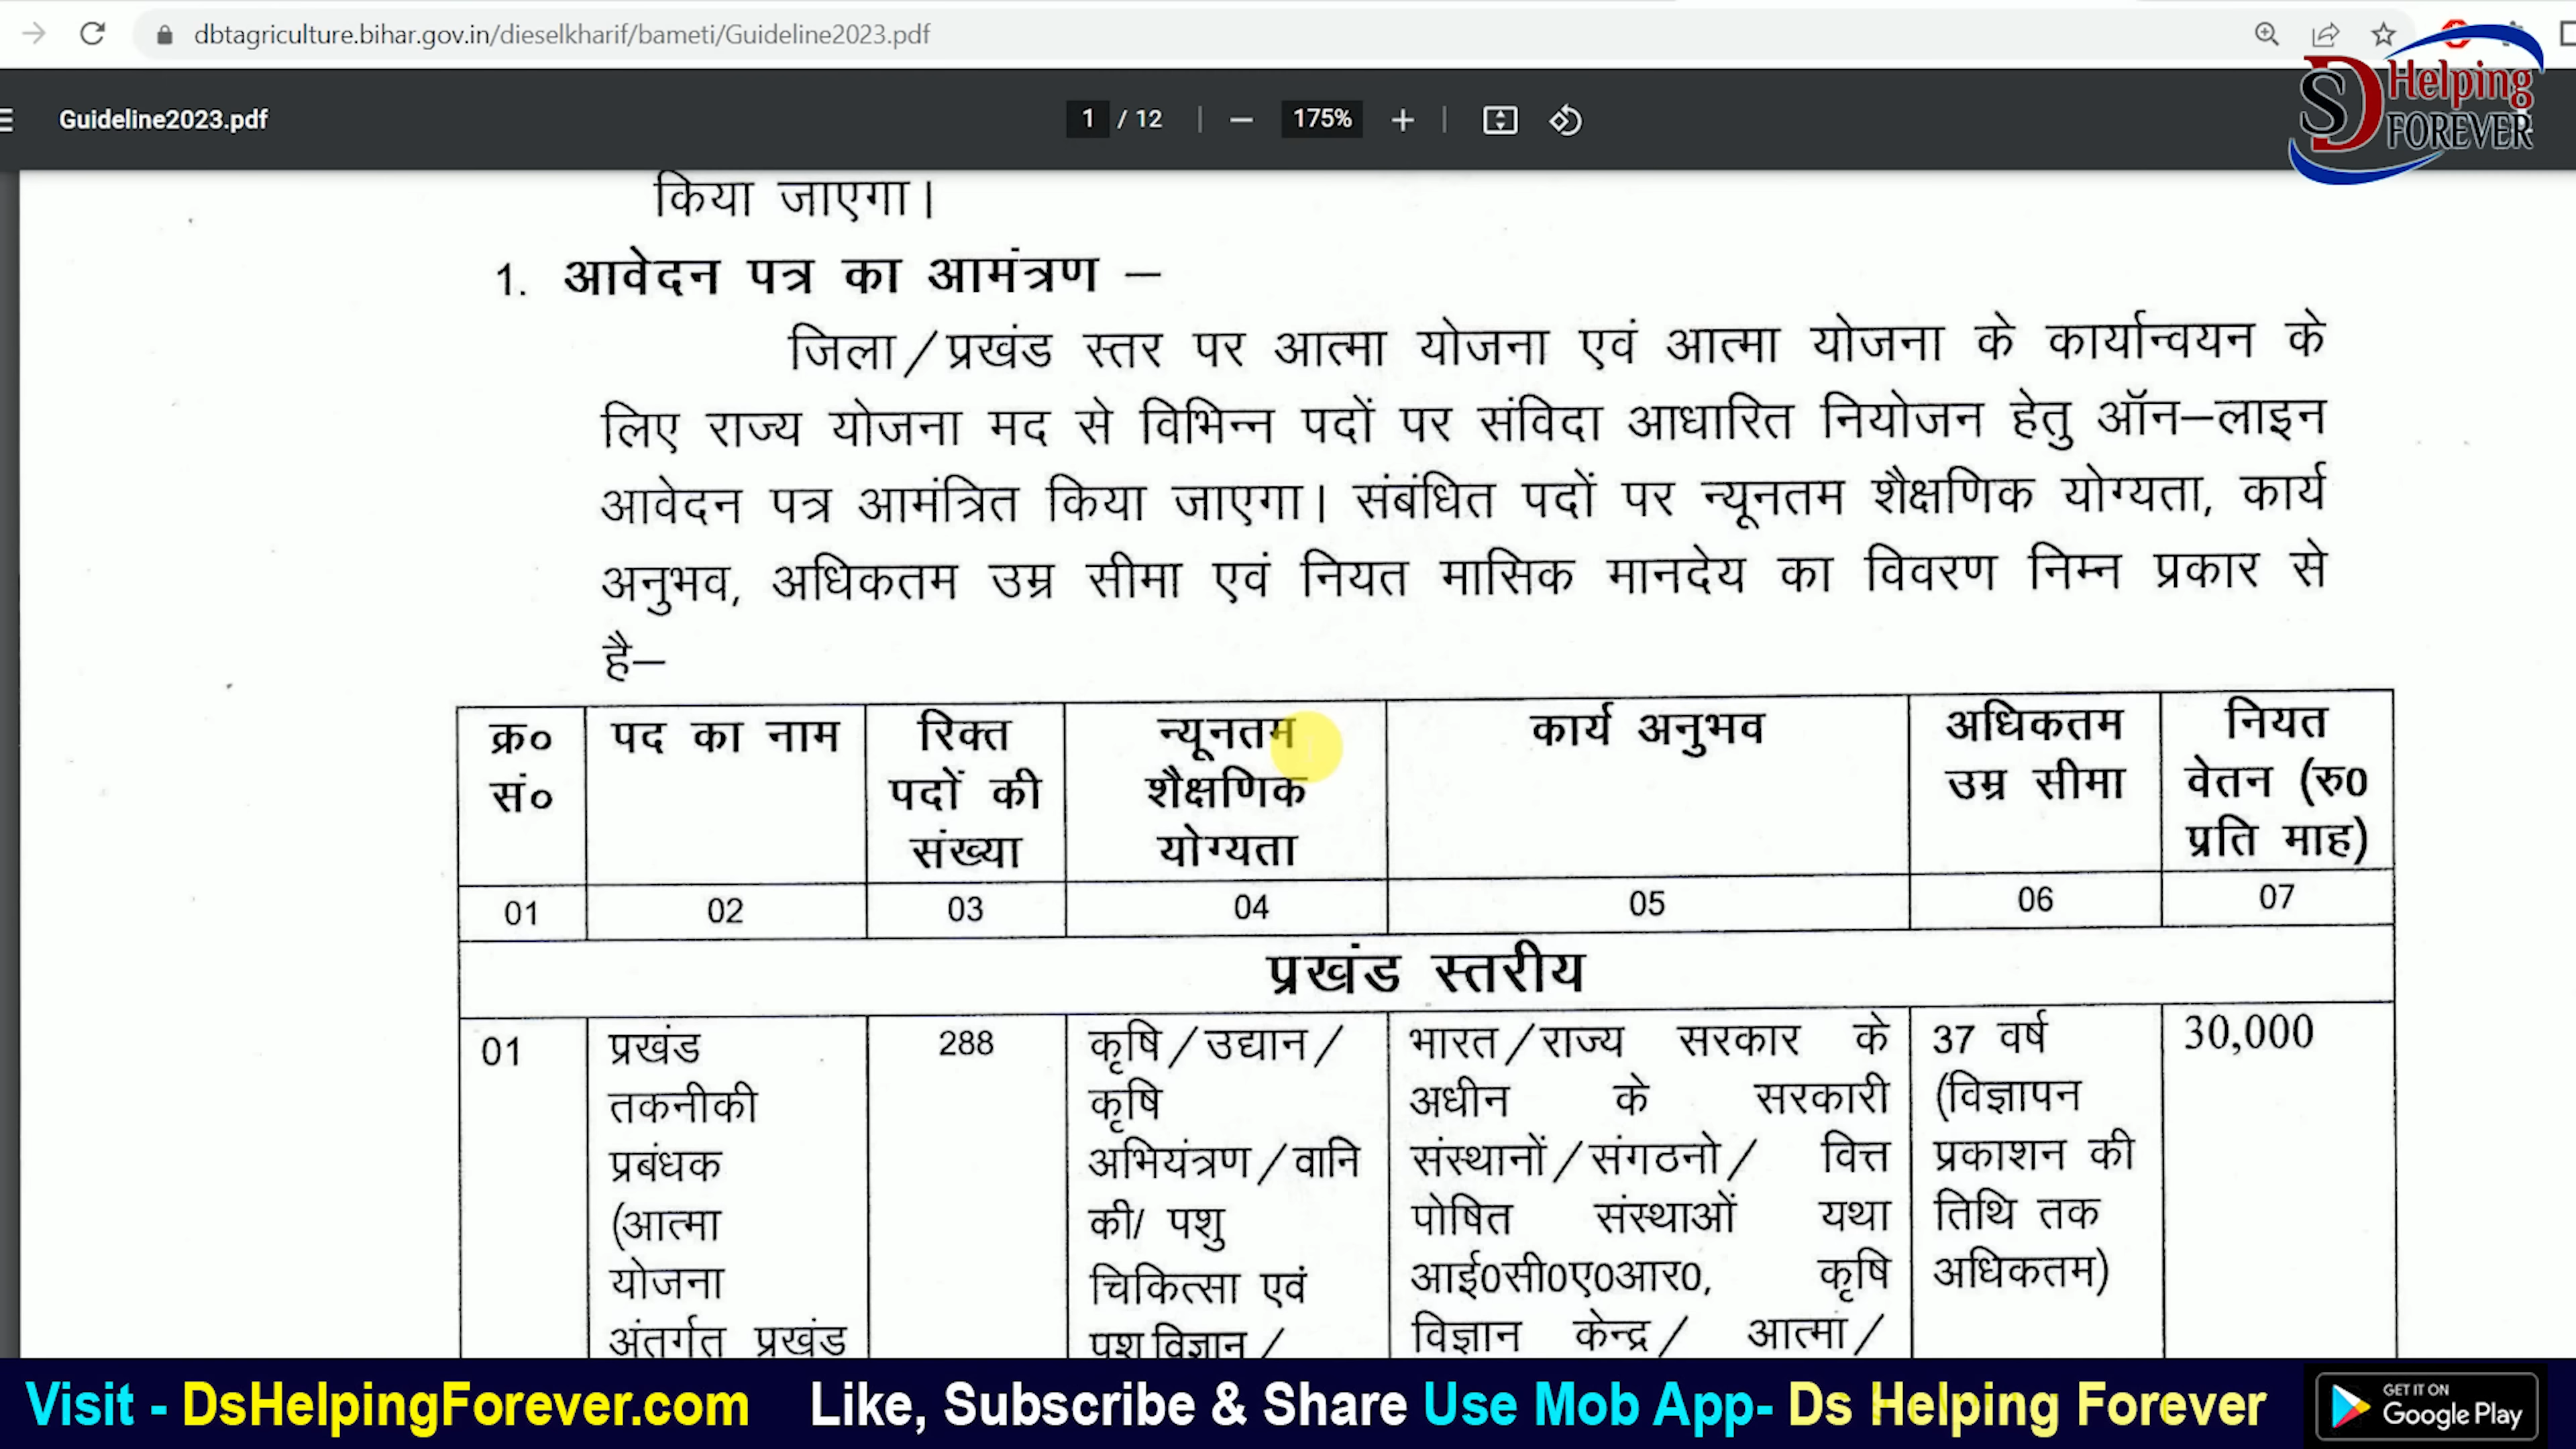 dbtagriculture.bihar.gov.in/dieselkharif/bameti/Guideline2023.pdf
SD Helping
FOREVER
Guideline2023.pdf
1 / 12
175%
किया जाएगा।
1. आवेदन पत्र का आमंत्रण –
जिला/प्रखंड स्तर पर आत्मा योजना एवं आत्मा योजना के कार्यान्वयन के
लिए राज्य योजना मद से विभिन्न पदों पर संविदा आधारित नियोजन हेतु ऑन–लाइन
आवेदन पत्र आमंत्रित किया जाएगा। संबंधित पदों पर न्यूनतम शैक्षणिक योग्यता, कार्य
अनुभव, अधिकतम उम्र सीमा एवं नियत मासिक मानदेय का विवरण निम्न प्रकार से
है–
क्र०
सं०
पद का नाम
रिक्त
पदों की
संख्या
न्यूनतम
शैक्षणिक
योग्यता
कार्य अनुभव
अधिकतम
उम्र सीमा
नियत
वेतन (रु0
प्रति माह)
01
02
03
04
05
06
07
प्रखंड स्तरीय
01
प्रखंड
तकनीकी
प्रबंधक
(आत्मा
योजना
अंतर्गत प्रखंड
288
कृषि/उद्यान/
कृषि
अभियंत्रण/वानि
की/ पशु
चिकित्सा एवं
पशु विज्ञान/
भारत/राज्य सरकार के
अधीन के सरकारी
संस्थानों/संगठनो/ वित्त
पोषित संस्थाओं यथा
आई0सी0ए0आर0, कृषि
विज्ञान केन्द्र/ आत्मा/
37 वर्ष
(विज्ञापन
प्रकाशन की
तिथि तक
अधिकतम)
30,000
Visit - DsHelpingForever.com Like, Subscribe & Share Use Mob App- Ds Helping Forever
GET IT ON
Google Play